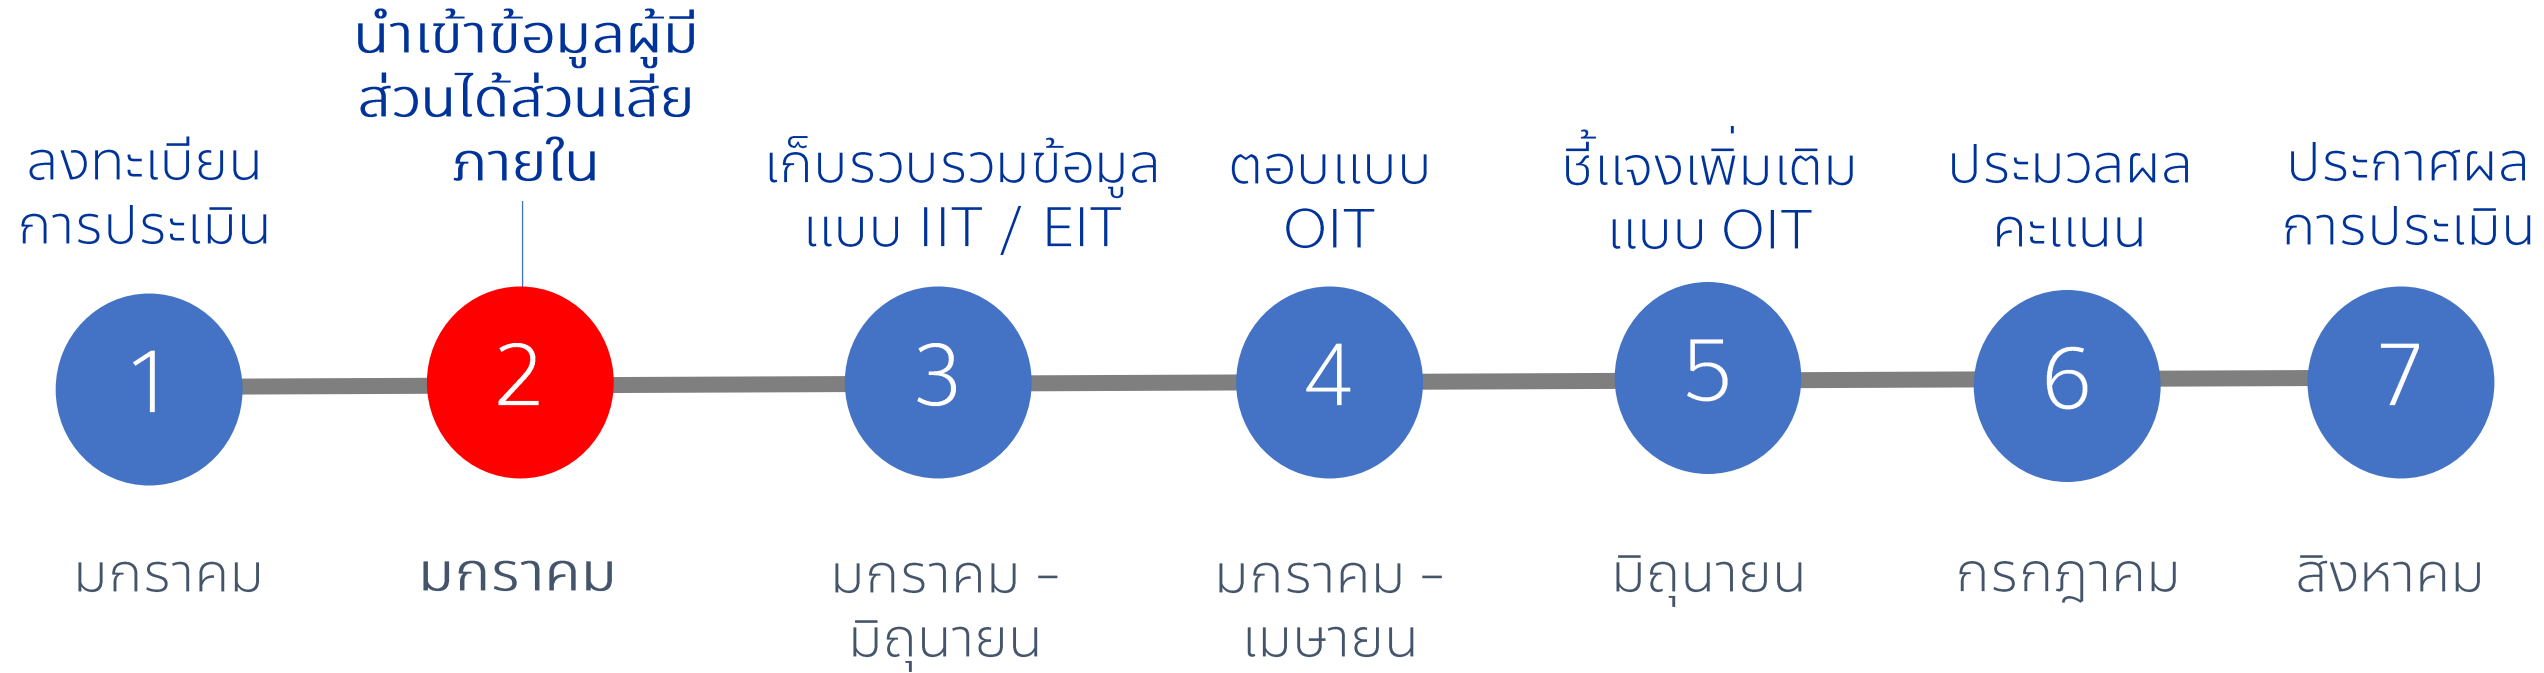 ลงทะเบียน
การประเมิน
1
มกราคม
นำเข้าข้อมูลผู้มี
ส่วนได้ส่วนเสีย
ภายใน
2
มกราคม
เก็บรวบรวมข้อมูล
แบบ IIT / EIT
3
มกราคม –
มิถุนายน
ตอบแบบ
OIT
4
มกราคม –
เมษายน
ชี้แจงเพิ่มเติม
แบบ OIT
5
มิถุนายน
ประมวลผล
คะแนน
6
กรกฎาคม
ประกาศผล
การประเมิน
7
สิงหาคม